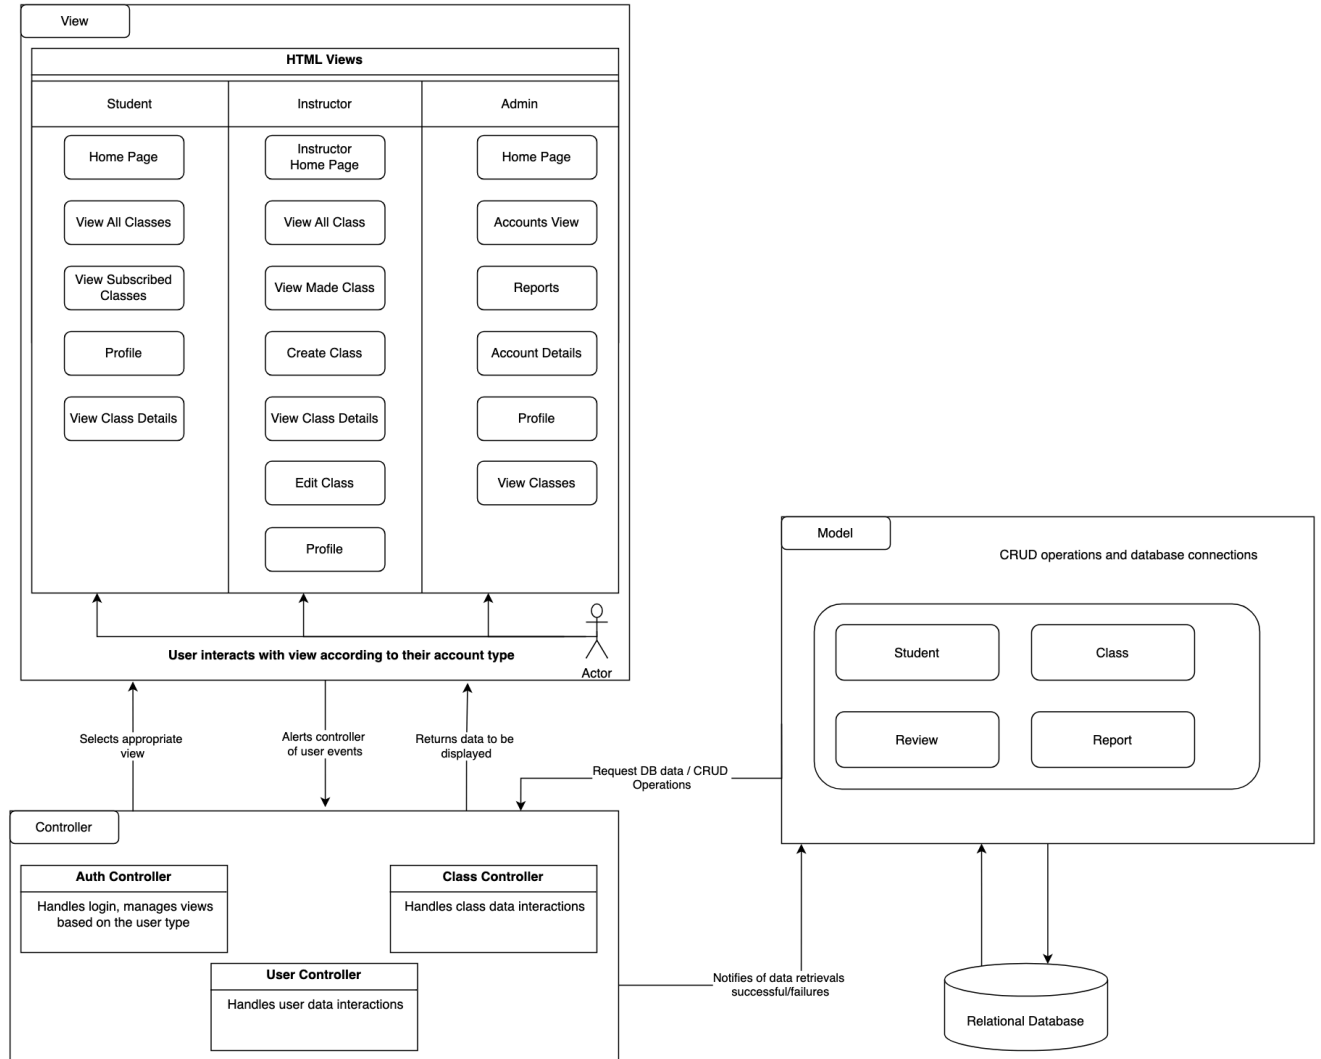 View
HTML Views
Student
Instructor
Admin
Home Page
Instructor
Home Page
Home Page
View All Classes
View All Class
Accounts View
View Subscribed
Classes
View Made Class
Reports
Profile
Create Class
Account Details
View Class Details
View Class Details
Profile
Edit Class
View Classes
Profile
User interacts with view according to their account type
Actor
Selects appropriate
view
Alerts controller
of user events
Returns data to be
displayed
Request DB data / CRUD
Operations
Model
CRUD operations and database connections
Student
Class
Review
Report
Controller
Auth Controller
Handles login, manages views
based on the user type
Class Controller
Handles class data interactions
User Controller
Handles user data interactions
Notifies of data retrievals
successful/failures
Relational Database